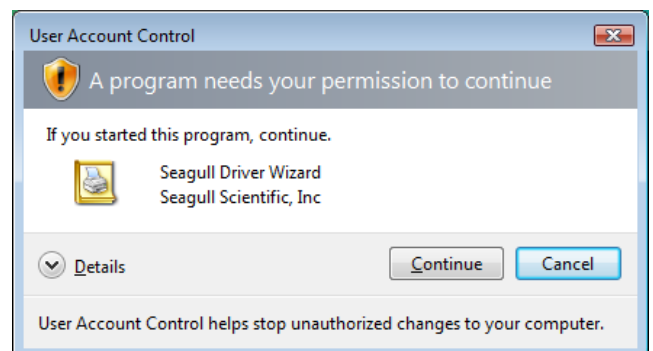 User Account Control
A program needs your permission to continue
If you started this program, continue.
Seagull Driver Wizard
Seagull Scientific, Inc
Details
Continue
Cancel
User Account Control helps stop unauthorized changes to your computer.